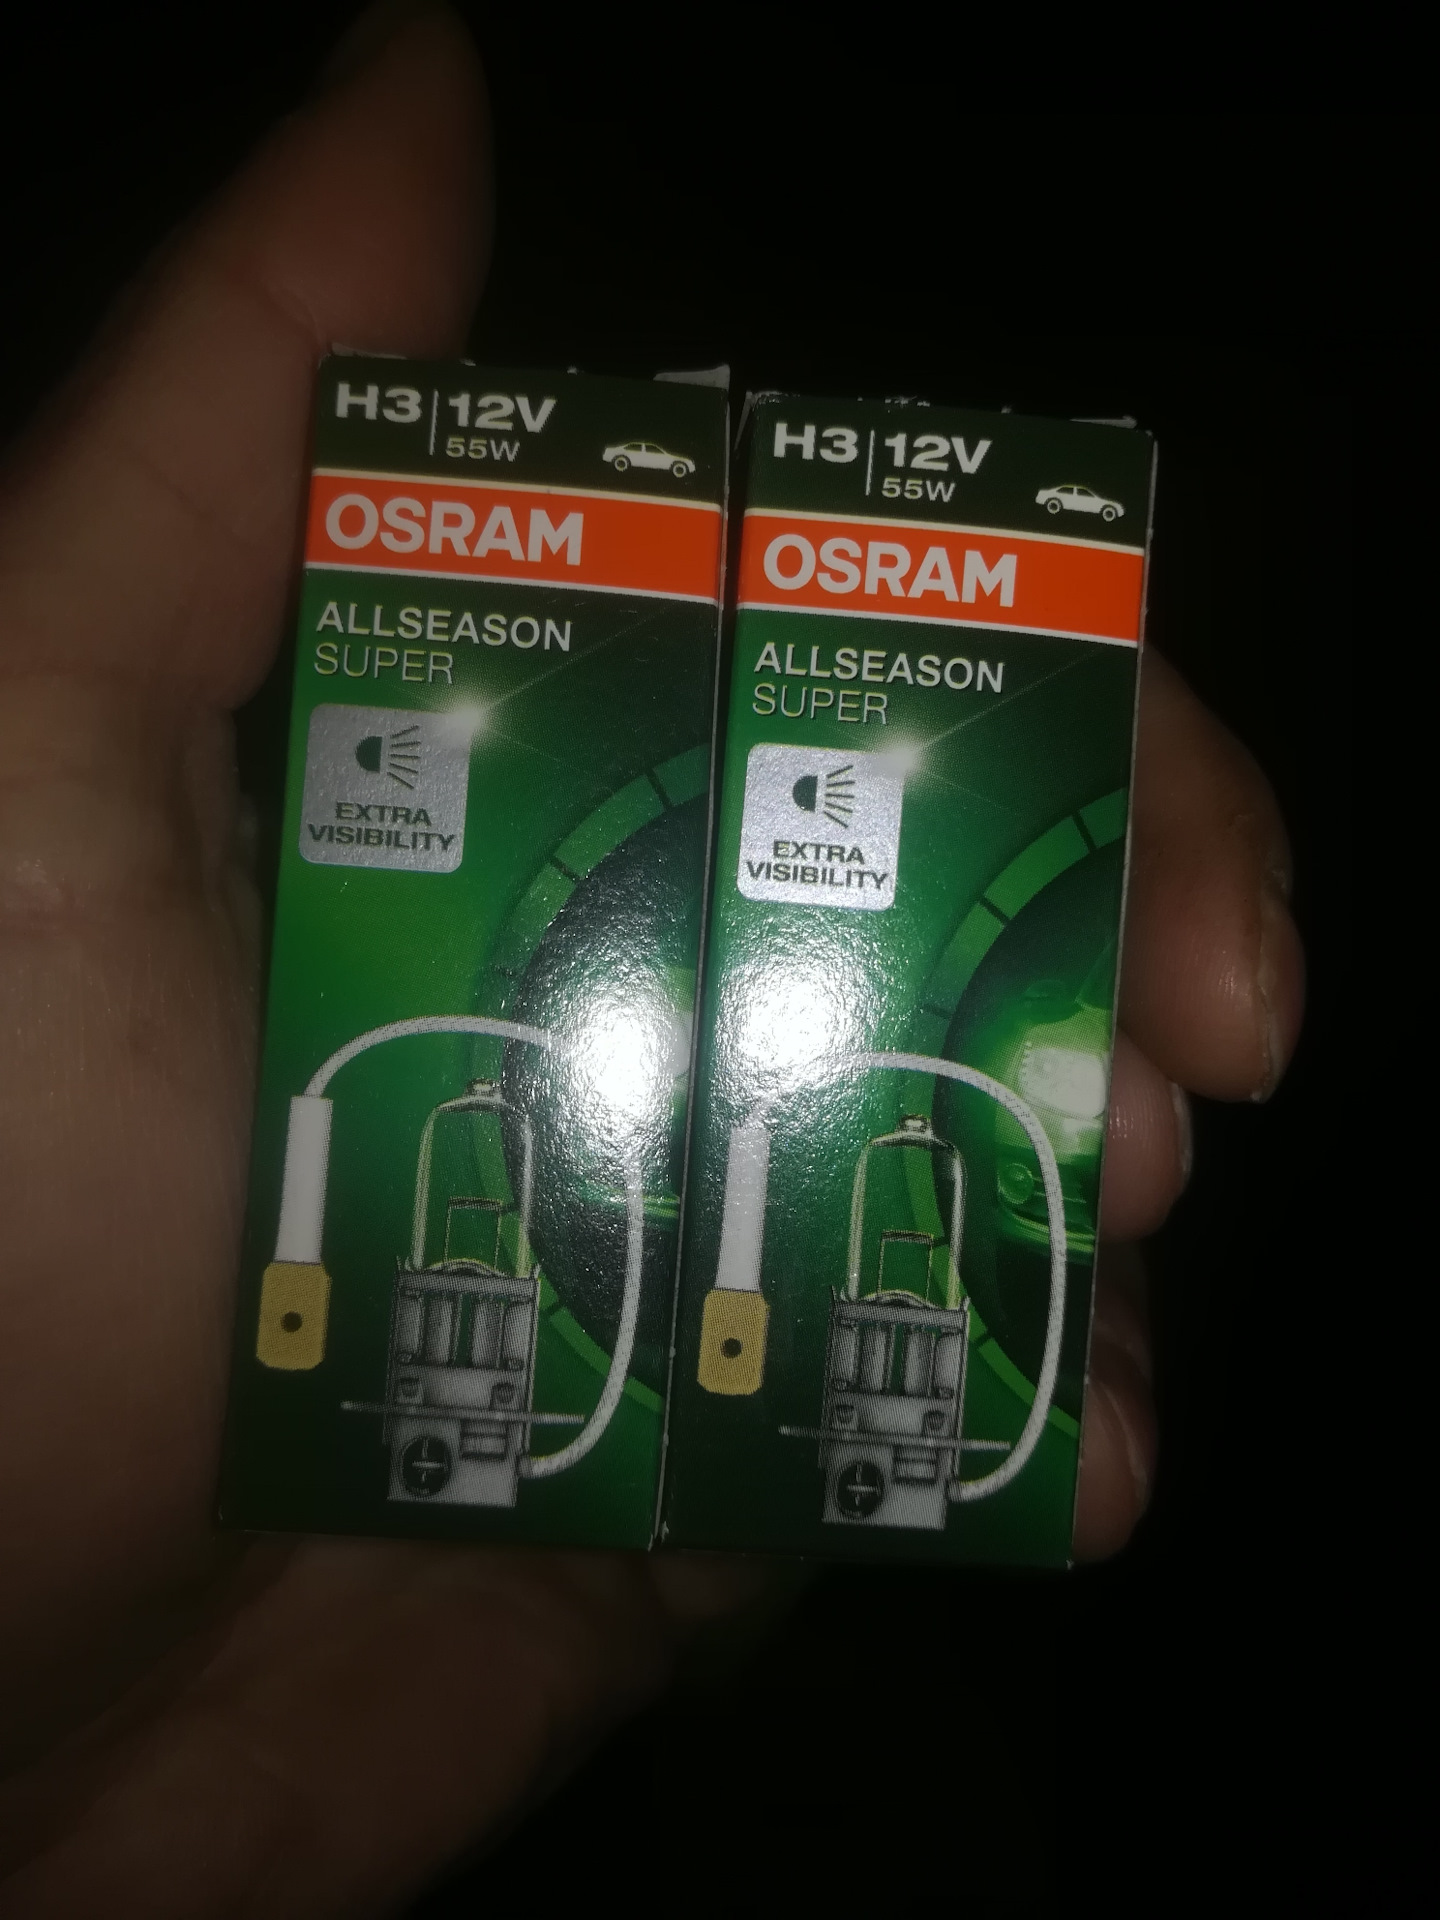 H3 | 12V
55W
OSRAM
ALLSEASON
SUPER
EXTRA
VISIBILITY
H3 | 12V
55W
OSRAM
ALLSEASON
SUPER
EXTRA
VISIBILITY